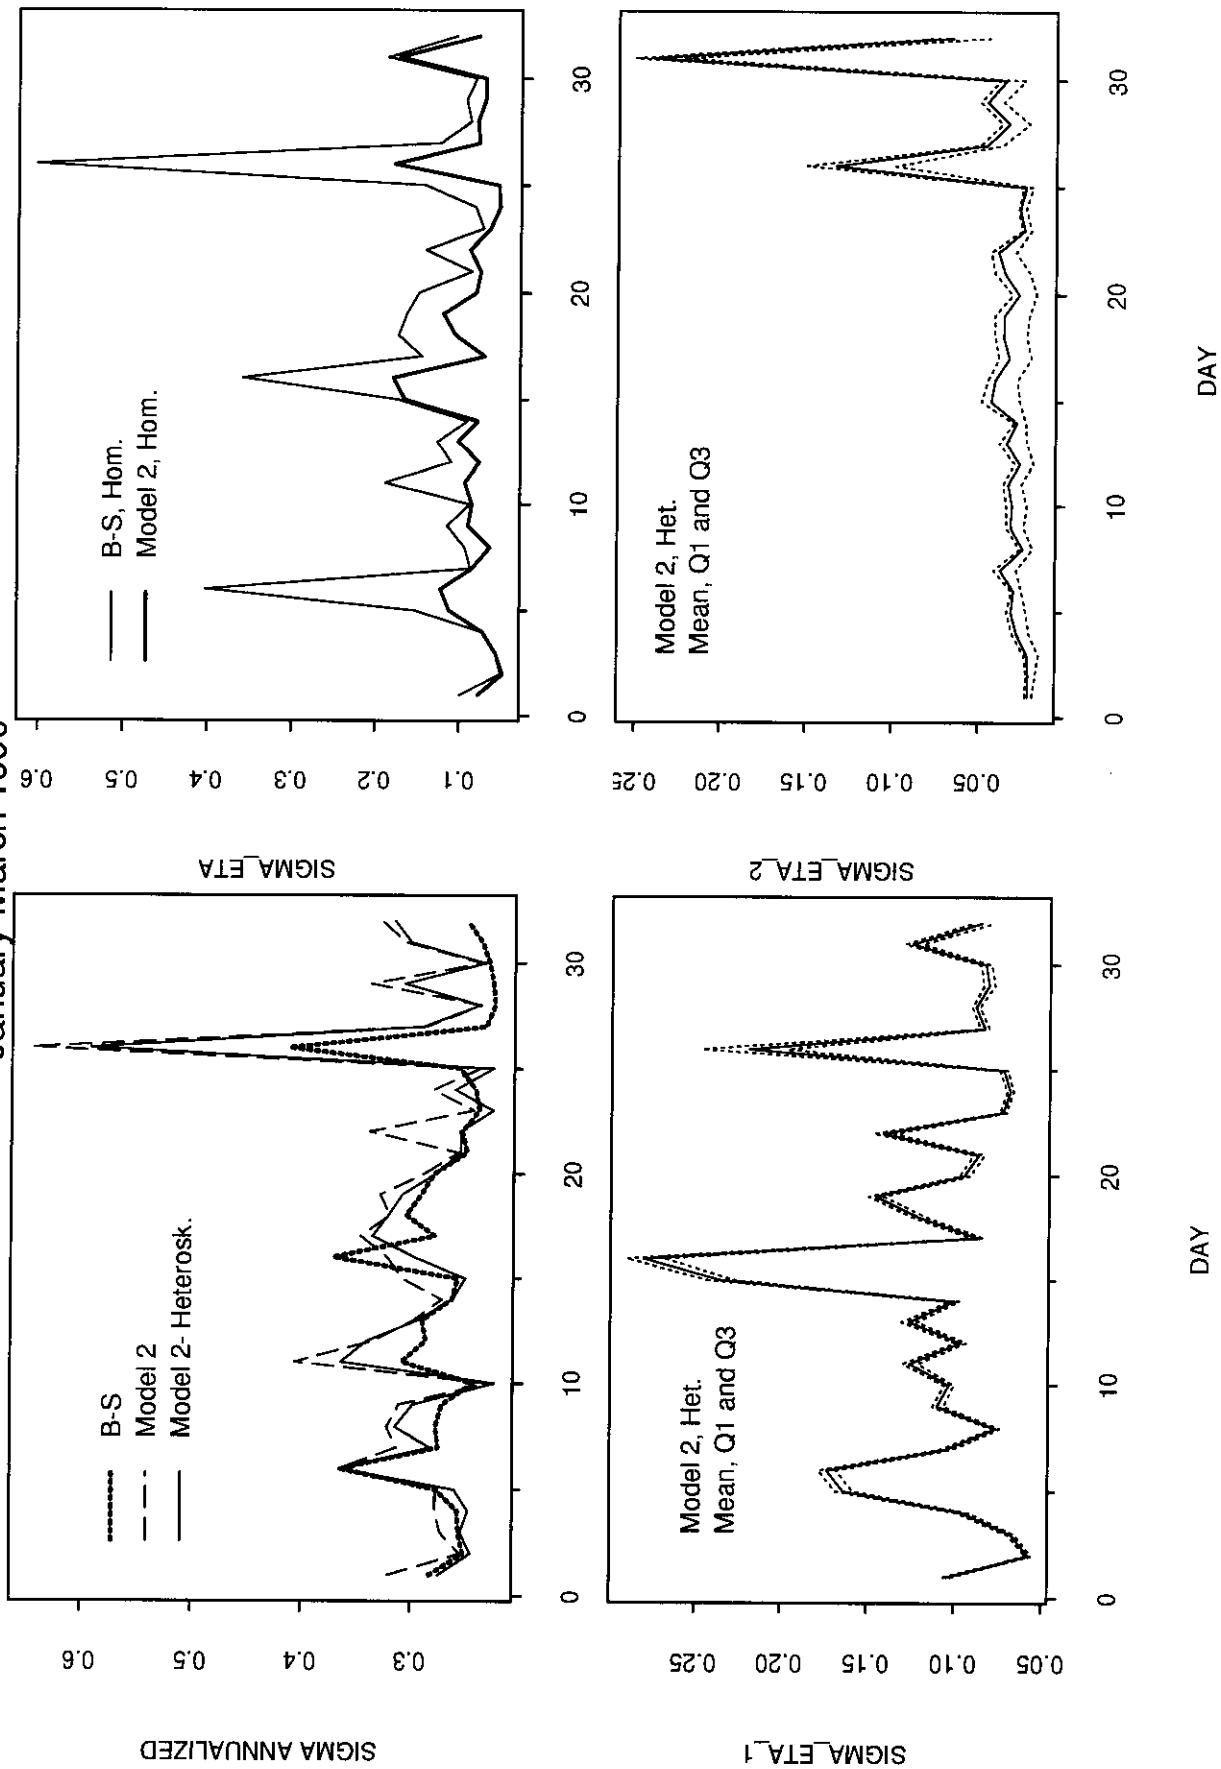 SIGMA ANNUALIZED
0.3 0.4 0.5 0.6
B-S
Model 2
Model 2- Heterosk.
0 10 20 30
SIGMA_ETA
0.1 0.2 0.3 0.4 0.5 0.6
B-S, Hom.
Model 2, Hom.
0 10 20 30
SIGMA_ETA_1
0.05 0.10 0.15 0.20 0.25
Model 2, Het.
Mean, Q1 and Q3
0 10 20 30
DAY
SIGMA_ETA_2
0.05 0.10 0.15 0.20 0.25
Model 2, Het.
Mean, Q1 and Q3
0 10 20 30
DAY